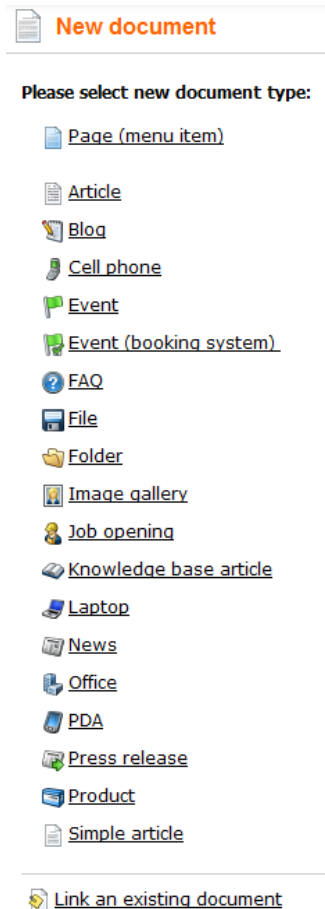 New document
Please select new document type:
Page (menu item)
Article
Blog
Cell phone
Event
Event (booking system)
FAQ
File
Folder
Image gallery
Job opening
Knowledge base article
Laptop
News
Office
PDA
Press release
Product
Simple article
Link an existing document